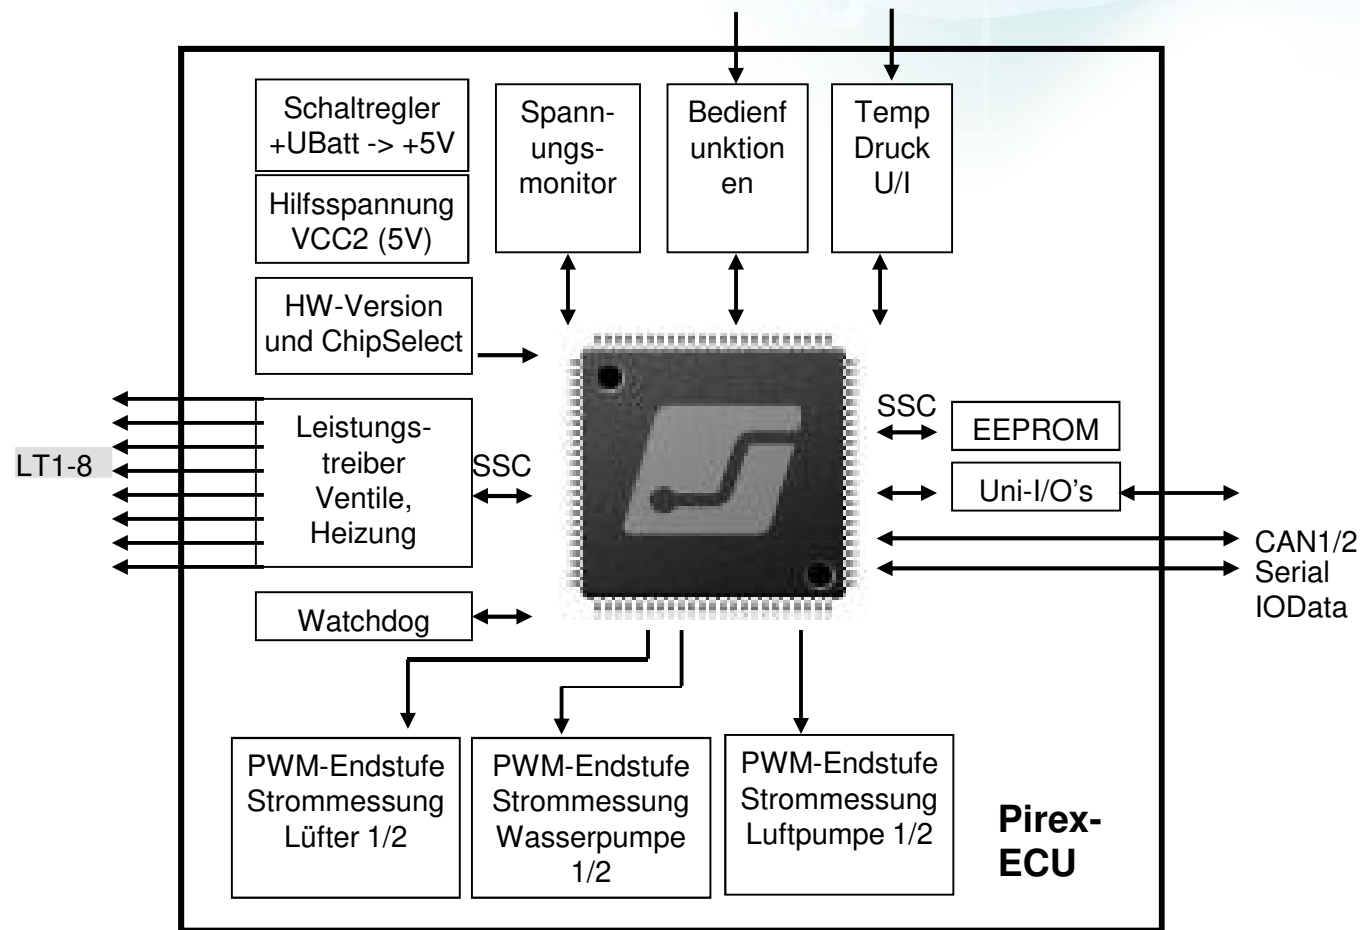 Schaltregler
+UBatt -> +5V
Spann-
ungs-
monitor
Bedienf
unktion
en
Temp
Druck
U/I
Hilfsspannung
VCC2 (5V)
HW-Version
und ChipSelect
LT1-8
Leistungs-
treiber
Ventile,
Heizung
SSC
SSC
EEPROM
Uni-I/O's
CAN1/2
Serial
IOData
Watchdog
PWM-Endstufe
Strommessung
Lüfter 1/2
PWM-Endstufe
Strommessung
Wasserpumpe
1/2
PWM-Endstufe
Strommessung
Luftpumpe 1/2
Pirex-
ECU